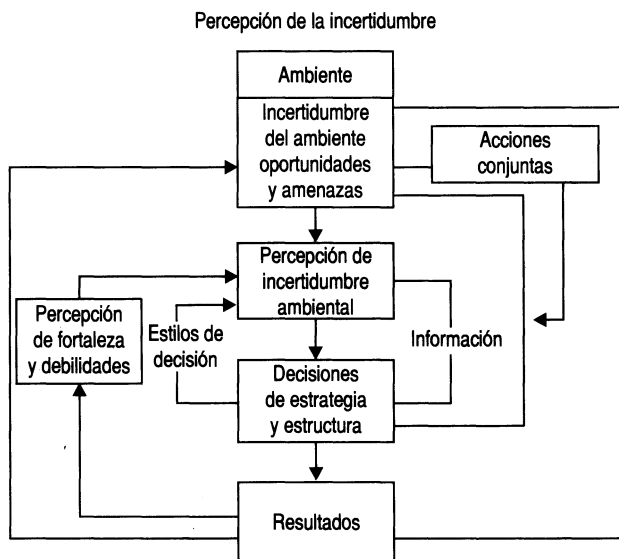 Percepción de la incertidumbre
Ambiente
Incertidumbre
del ambiente
oportunidades
y amenazas
Acciones
conjuntas
Percepción de
incertidumbre
ambiental
Percepción
de fortaleza
y debilidades
Estilos de
decisión
Información
Decisiones
de estrategia
y estructura
Resultados